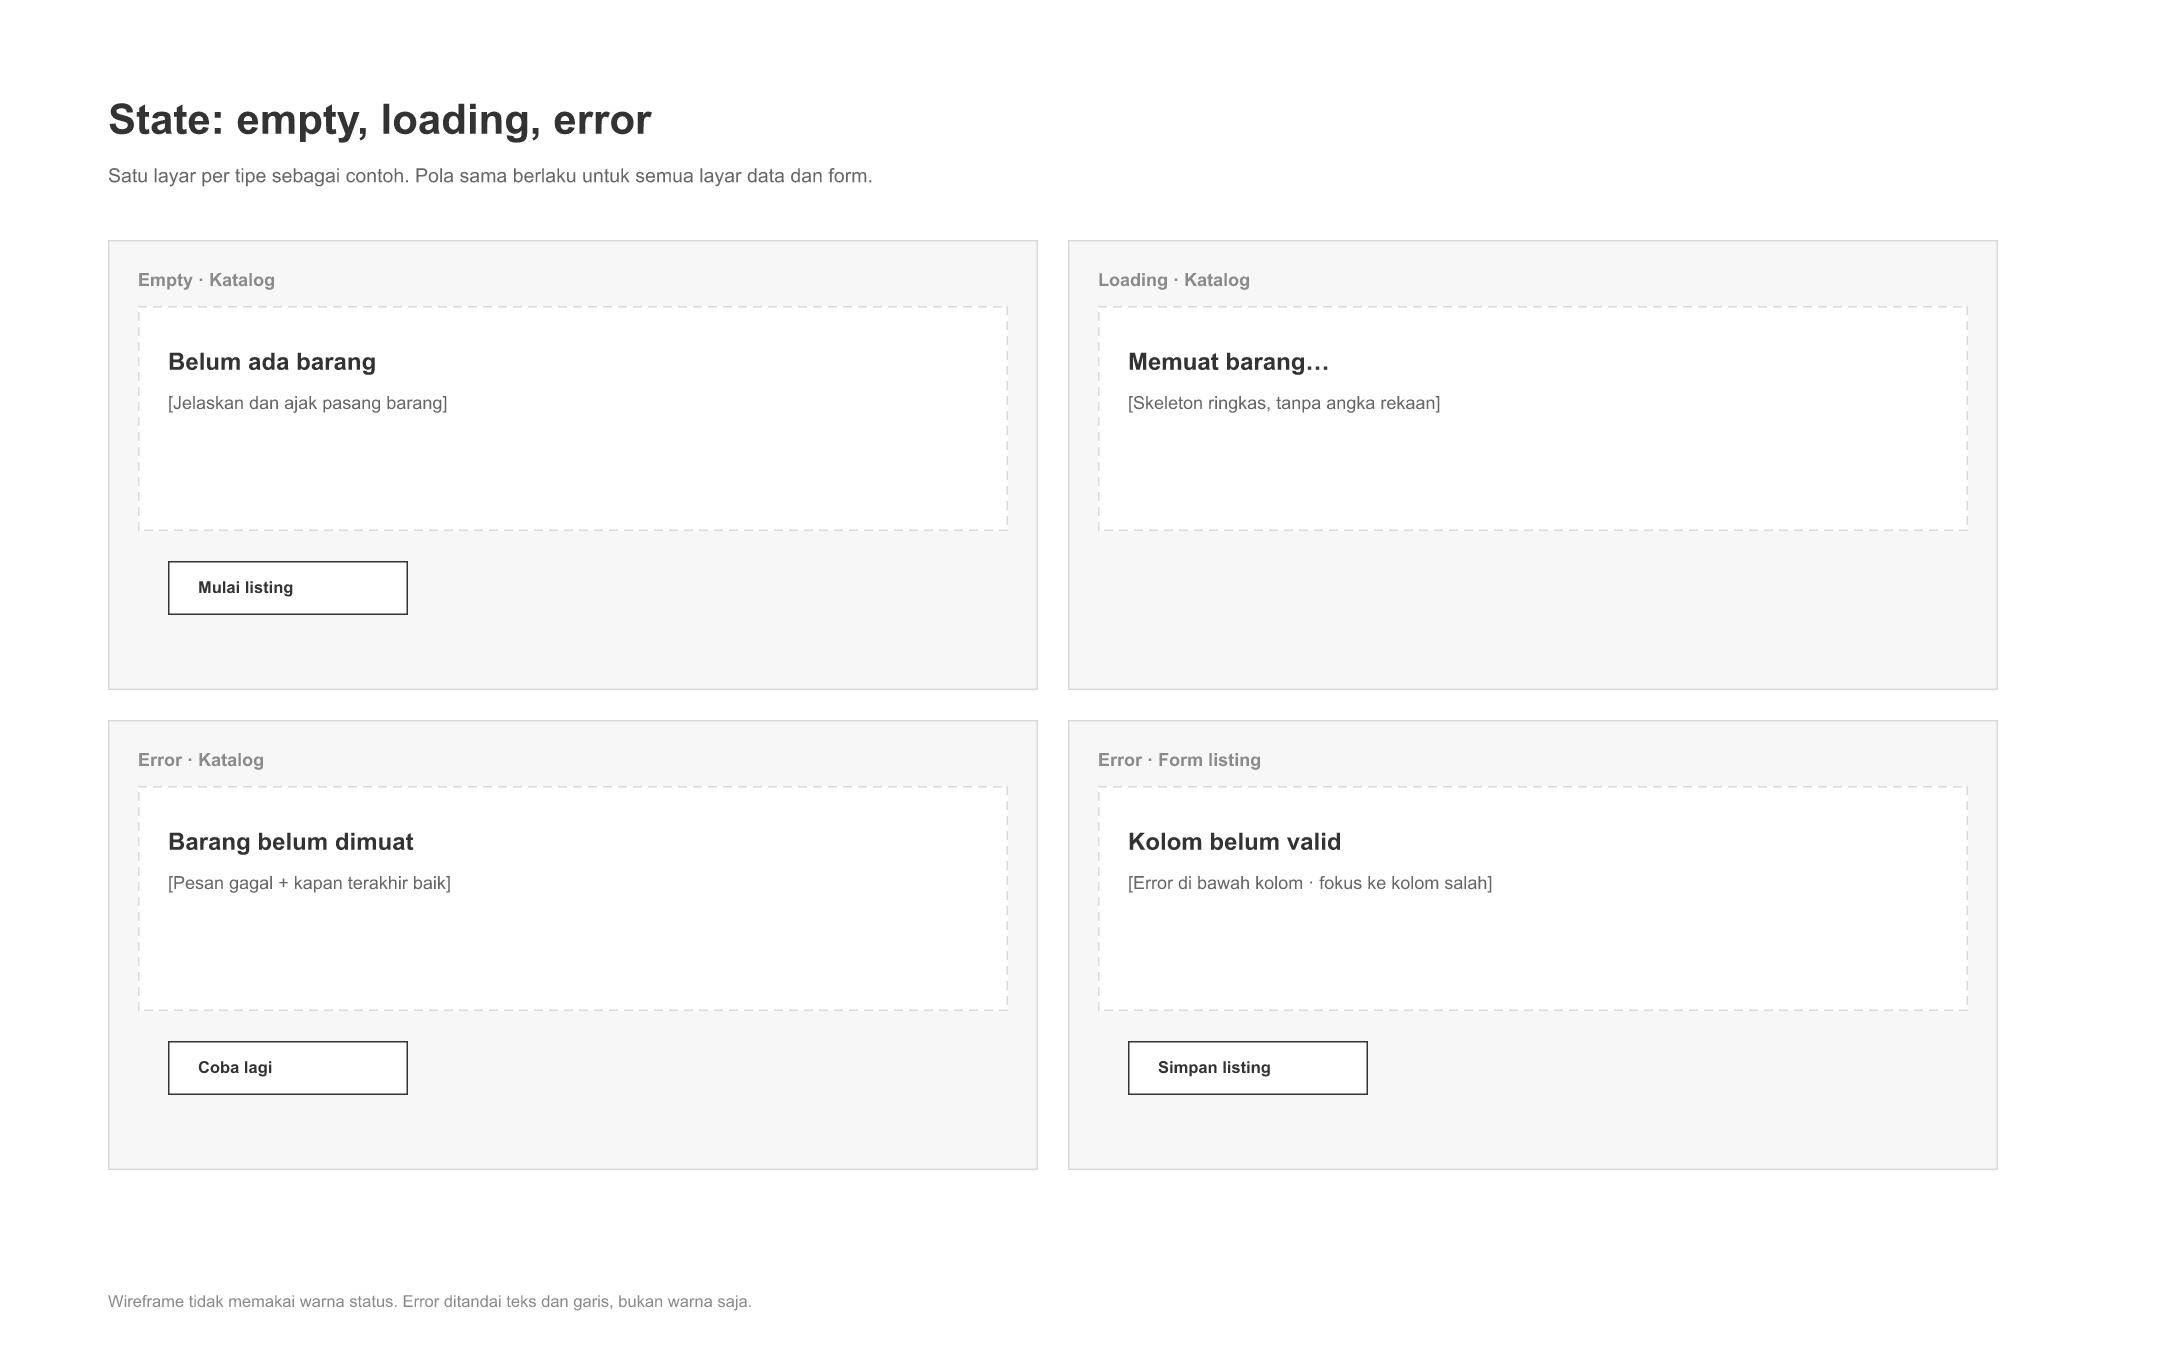 State: empty, loading, error
Satu layar per tipe sebagai contoh. Pola sama berlaku untuk semua layar data dan form.
Empty · Katalog
Belum ada barang
[Jelaskan dan ajak pasang barang]
Mulai listing
Loading · Katalog
Memuat barang…
[Skeleton ringkas, tanpa angka rekaan]
Error · Katalog
Barang belum dimuat
[Pesan gagal + kapan terakhir baik]
Coba lagi
Error · Form listing
Kolom belum valid
[Error di bawah kolom · fokus ke kolom salah]
Simpan listing
Wireframe tidak memakai warna status. Error ditandai teks dan garis, bukan warna saja.